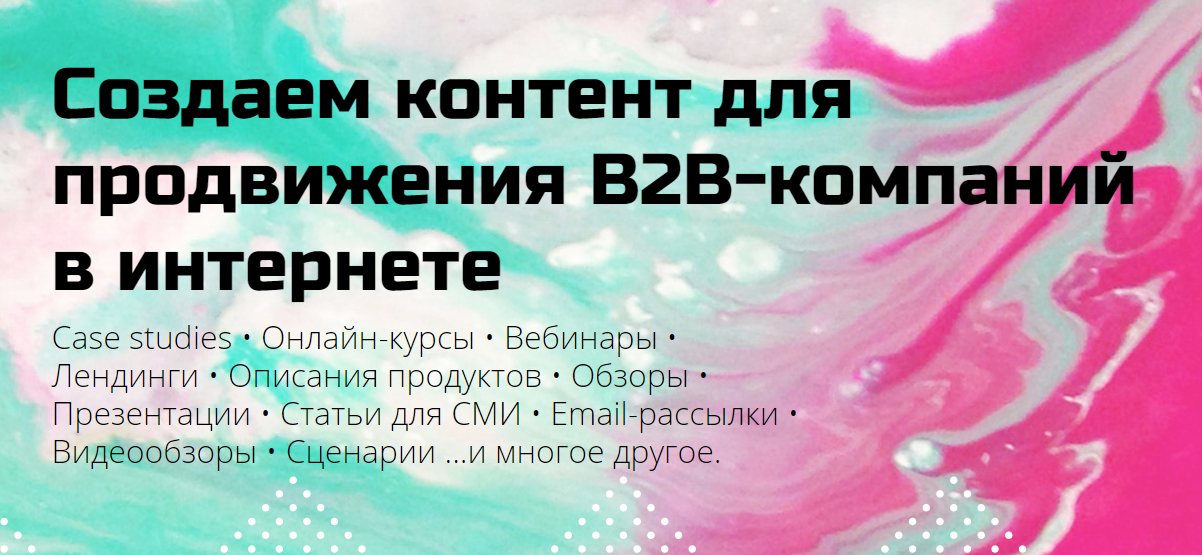 Создаем контент для
продвижения B2B-компаний
в интернете
Case studies • Онлайн-курсы • Вебинары •
Лендинги • Описания продуктов • Обзоры •
Презентации • Статьи для СМИ • Email-рассылки •
Видеообзоры • Сценарии ...и многое другое.